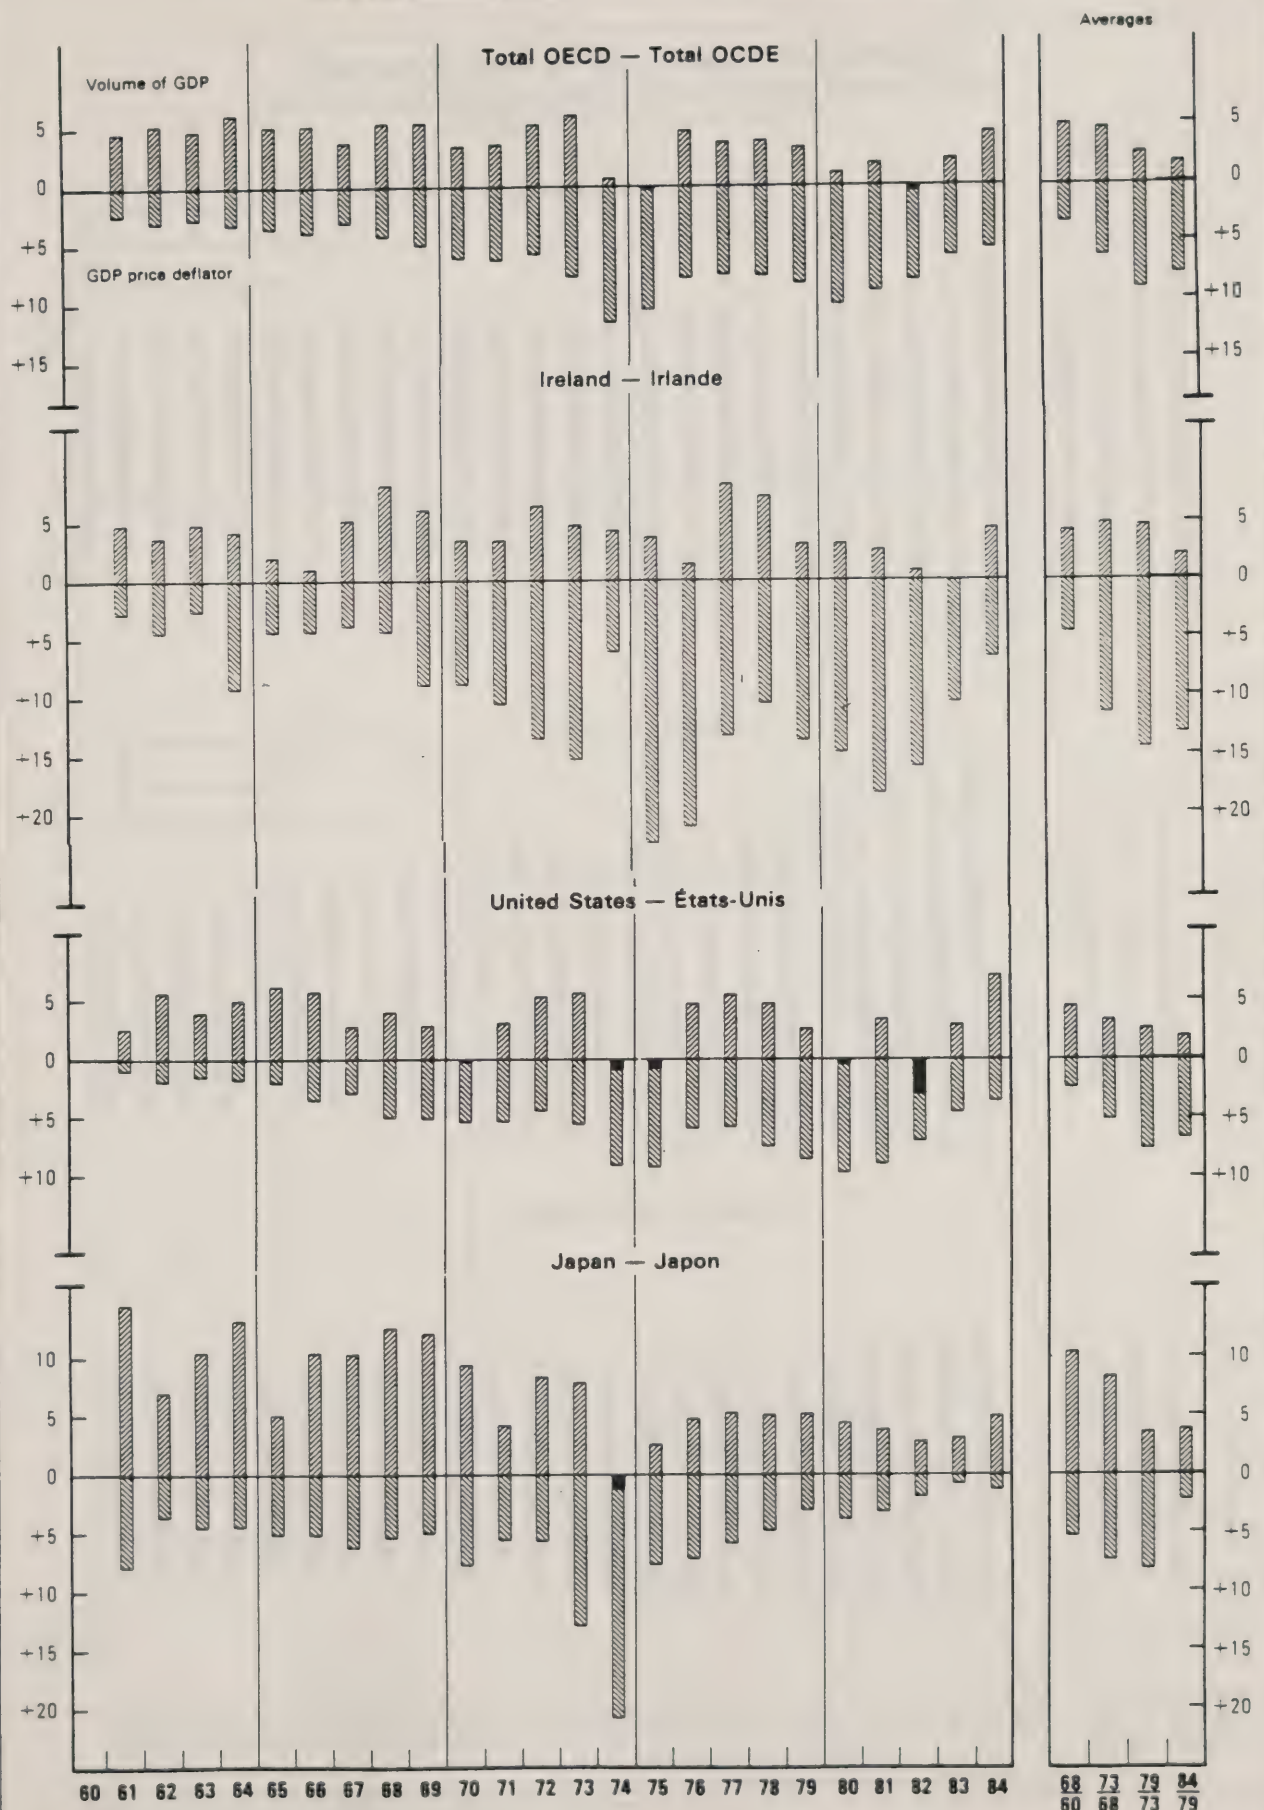 Averages
Total OECD — Total OCDE
Volume of GDP
5 5
0 0
+5 +5
GDP price deflator
+10 +10
+15 +15
Ireland — Irlande
5 5
0 0
+5 +5
+10 +10
+15 +15
+20 +20
United States — États-Unis
5 5
0 0
+5 +5
+10 +10
Japan — Japon
10 10
5 5
0 0
+5 +5
+10 +10
+15 +15
+20 +20
60 61 62 63 64 65 66 67 68 69 70 71 72 73 74 75 76 77 78 79 80 81 82 83 84 68 73 79 84
60 68 73 79